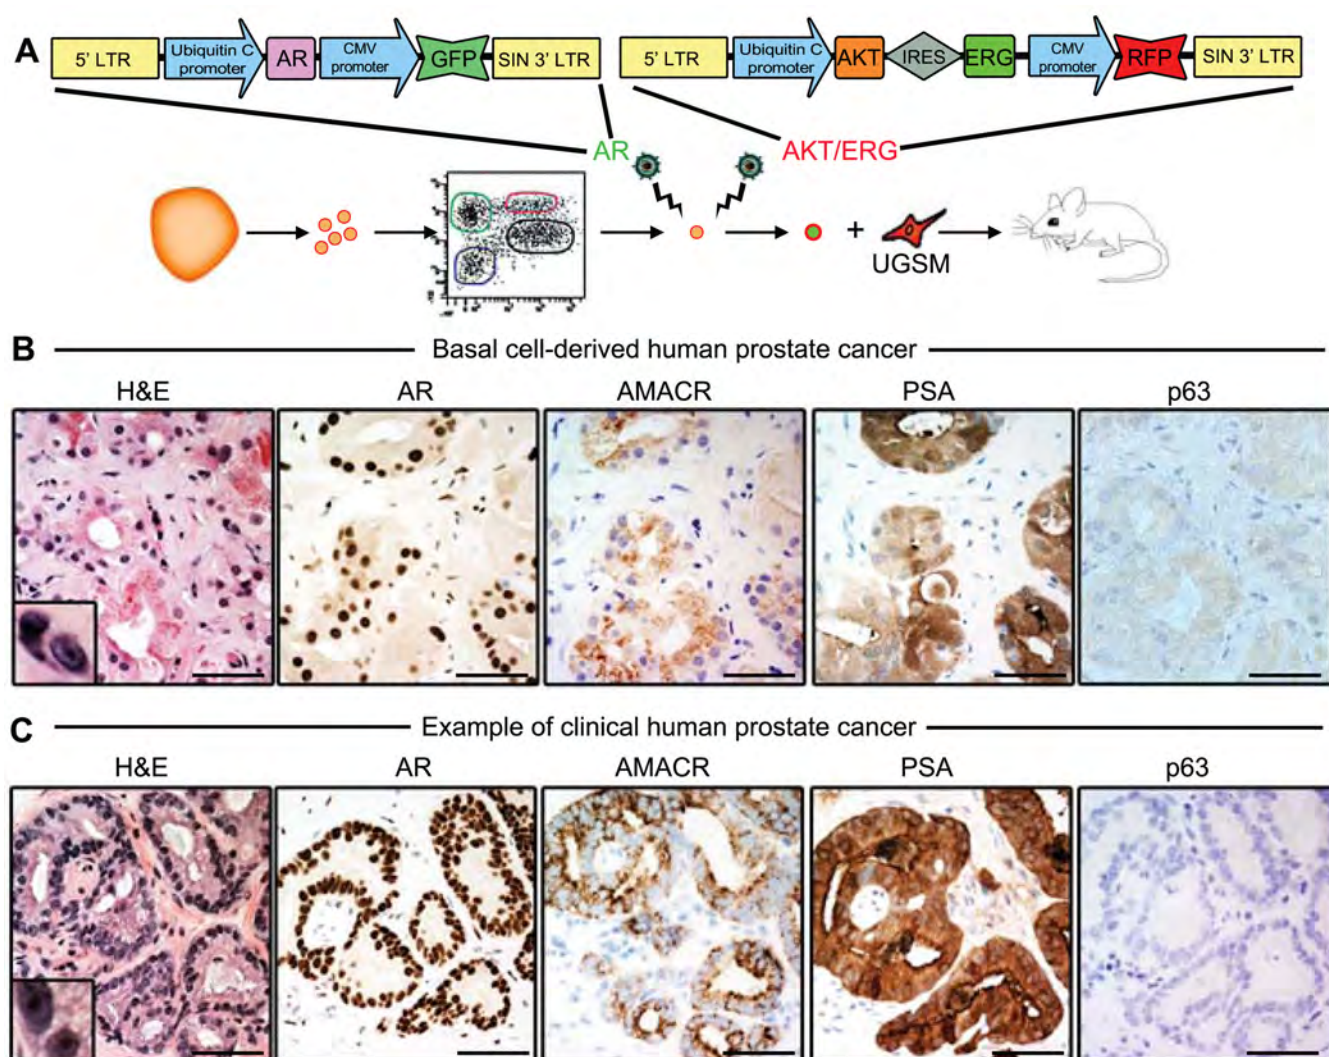 A
5' LTR
Ubiquitin C
promoter
AR
CMV
promoter
GFP
SIN 3' LTR
5' LTR
Ubiquitin C
promoter
AKT
IRES
ERG
CMV
promoter
RFP
SIN 3' LTR
AR
AKT/ERG
+
UGSM
B
Basal cell-derived human prostate cancer
H&E
AR
AMACR
PSA
p63
C
Example of clinical human prostate cancer
H&E
AR
AMACR
PSA
p63